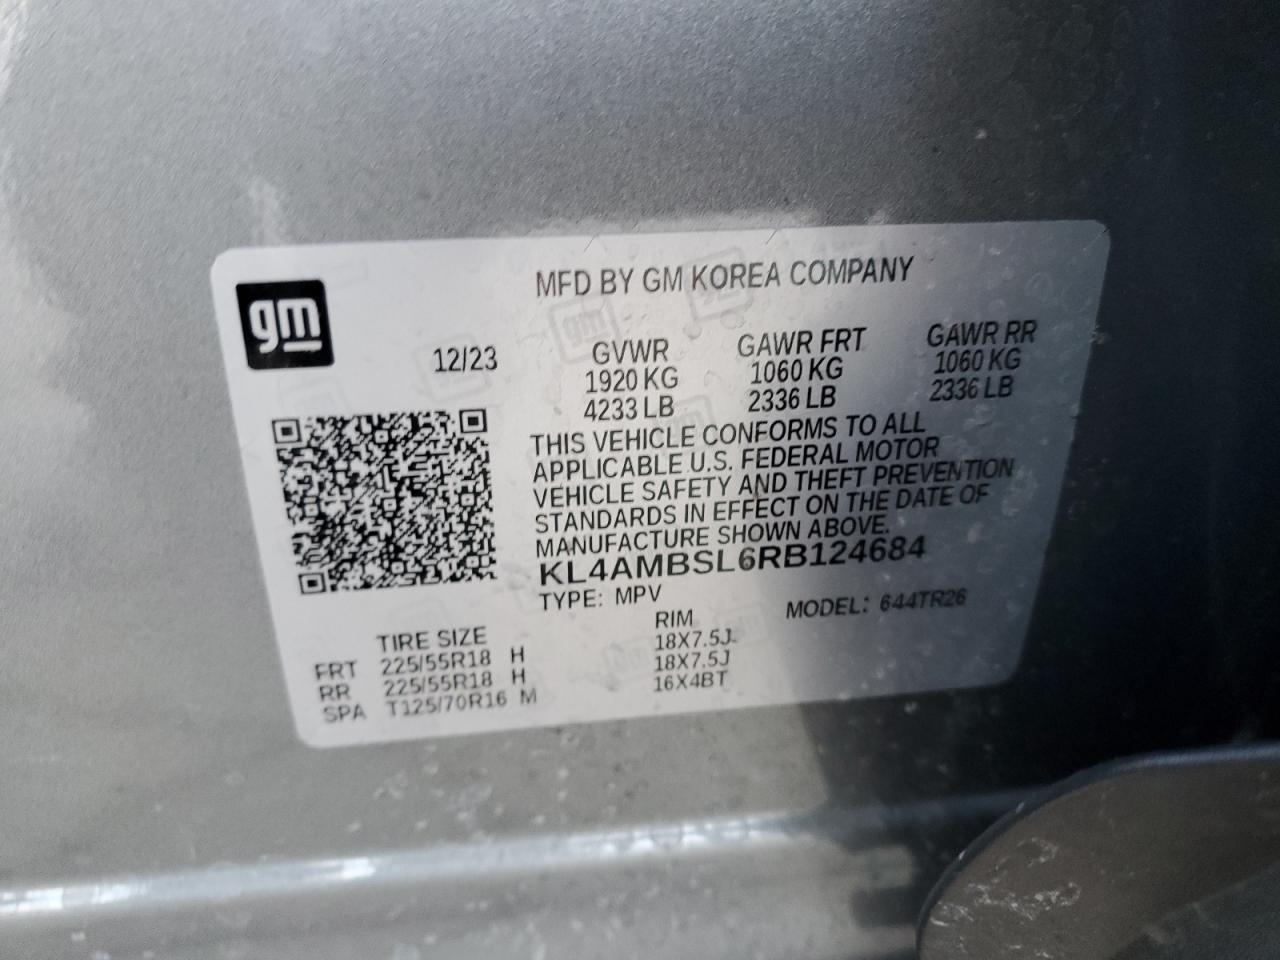 gm
MFD BY GM KOREA COMPANY
12/23
GVWR GAWR FRT GAWR RR
1920 KG 1060 KG 1060 KG
4233 LB 2336 LB 2336 LB
THIS VEHICLE CONFORMS TO ALL
APPLICABLE U.S. FEDERAL MOTOR
VEHICLE SAFETY AND THEFT PREVENTION
STANDARDS IN EFFECT ON THE DATE OF
MANUFACTURE SHOWN ABOVE.
KL4AMBSL6RB124684
TYPE: MPV MODEL: 644TR26
TIRE SIZE RIM
FRT 225/55R18 H 18X7.5J
RR 225/55R18 H 18X7.5J
SPA T125/70R16 M 16X4BT